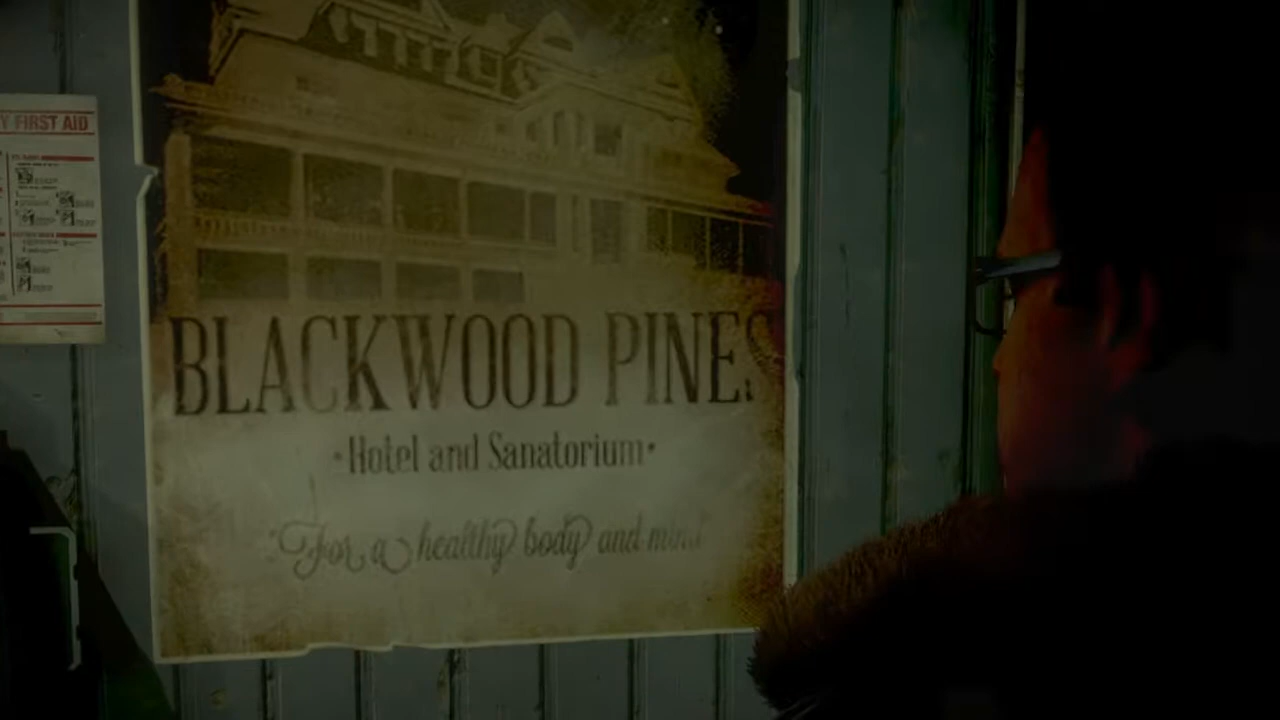 Y FIRST AID
BLACKWOOD PINES
·Hotel and Sanatorium·
"For a healthy body and mind